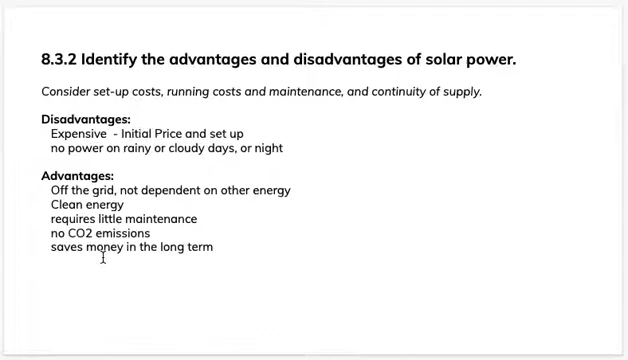 8.3.2 Identify the advantages and disadvantages of solar power.
Consider set-up costs, running costs and maintenance, and continuity of supply.
Disadvantages:
Expensive - Initial Price and set up
no power on rainy or cloudy days, or night
Advantages:
Off the grid, not dependent on other energy
Clean energy
requires little maintenance
no CO2 emissions
saves money in the long term